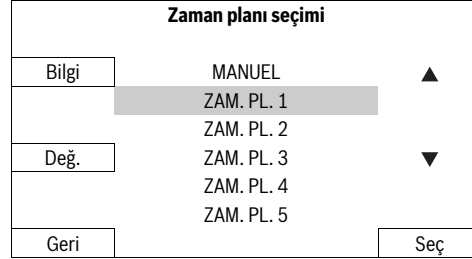 Zaman planı seçimi
Bilgi
MANUEL
ZAM. PL. 1
ZAM. PL. 2
Değ.
ZAM. PL. 3
ZAM. PL. 4
ZAM. PL. 5
Geri
Seç